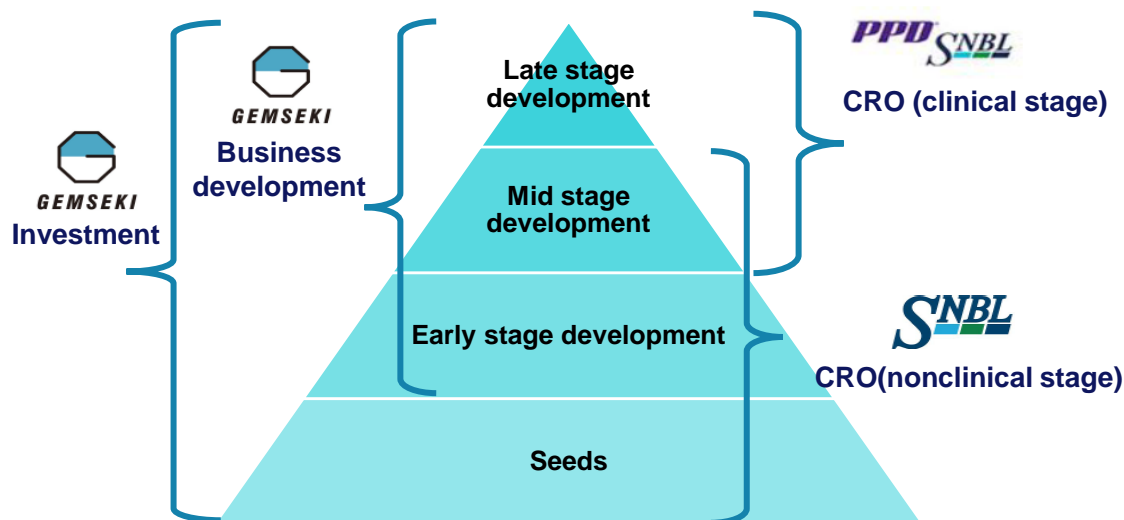 GEMSEKI
Investment
GEMSEKI
Business
development
Late stage
development
Mid stage
development
Early stage development
Seeds
PPD SNBL
CRO (clinical stage)
SNBL
CRO(nonclinical stage)